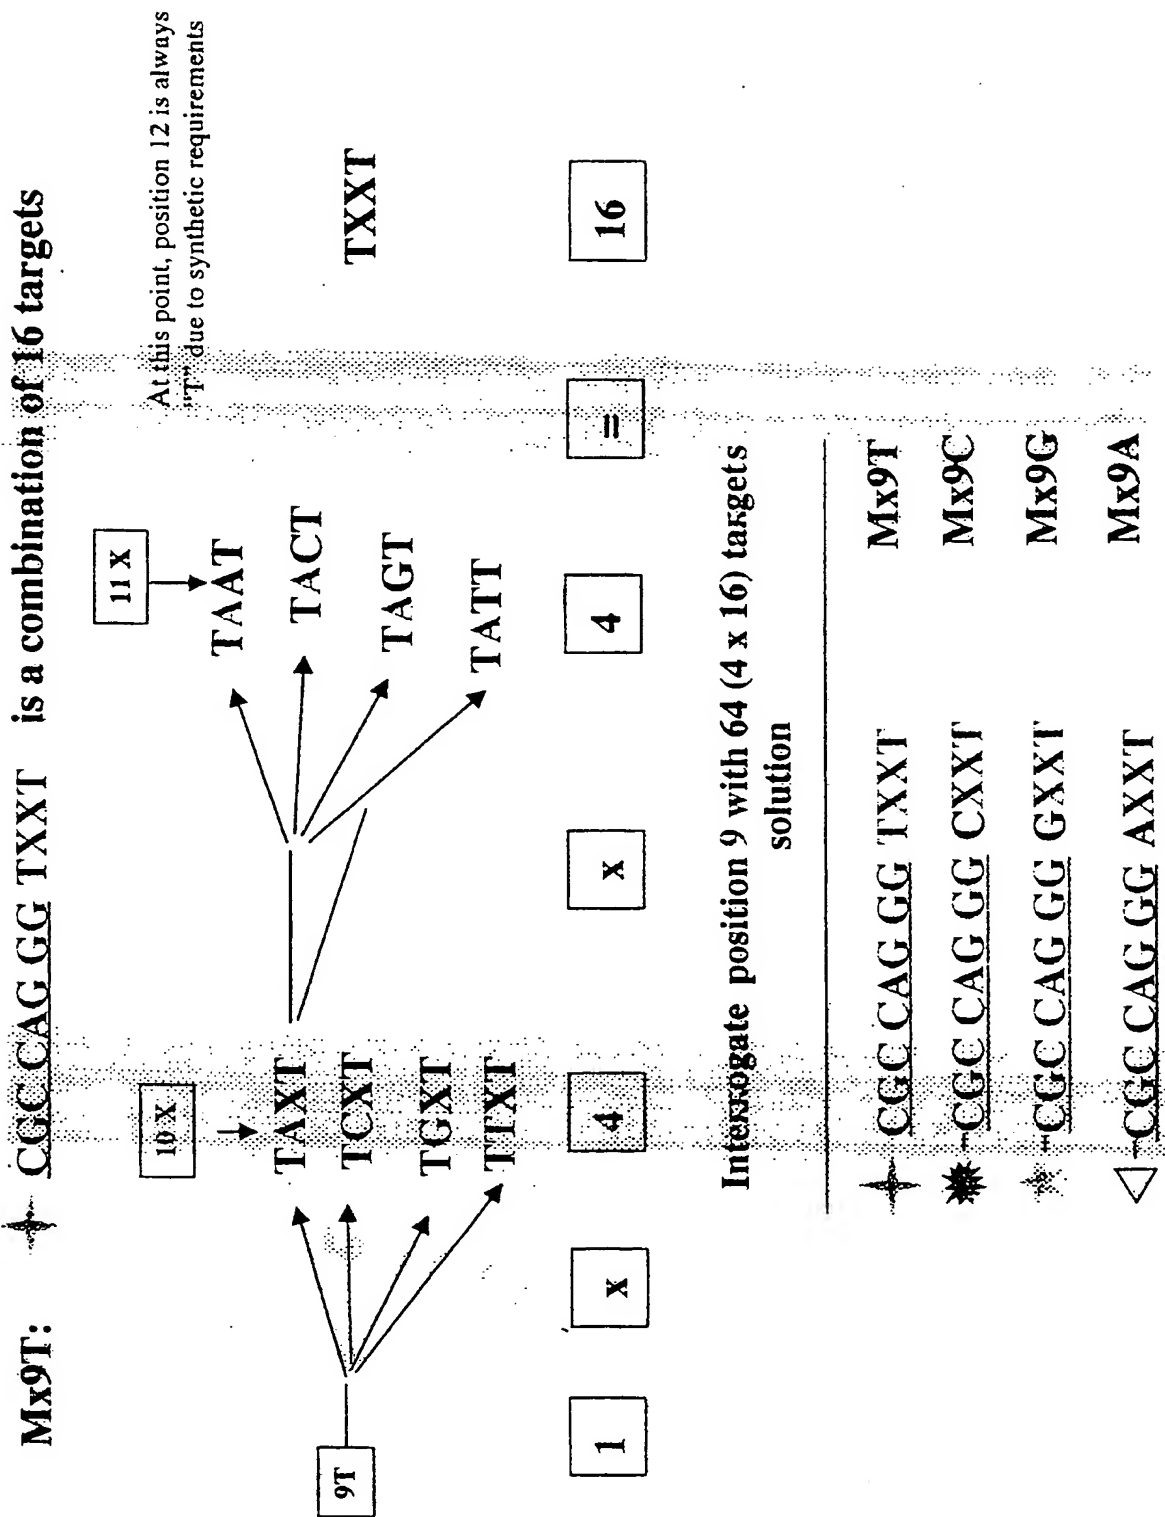 Mx9T: CGC CAG GG TXXT is a combination of 16 targets
At this point, position 12 is always
"T" due to synthetic requirements
10 X
11 X
9T
TAXT
TCXT
TGXT
TTXT
TAAT
TACT
TAGT
TATT
TXXT
1 x 4 x 4 = 16
Interrogate position 9 with 64 (4 x 16) targets
solution
CGC CAG GG TXXT Mx9T
CGC CAG GG CXXT Mx9C
CGC CAG GG GXXT Mx9G
CGC CAG GG AXXT Mx9A